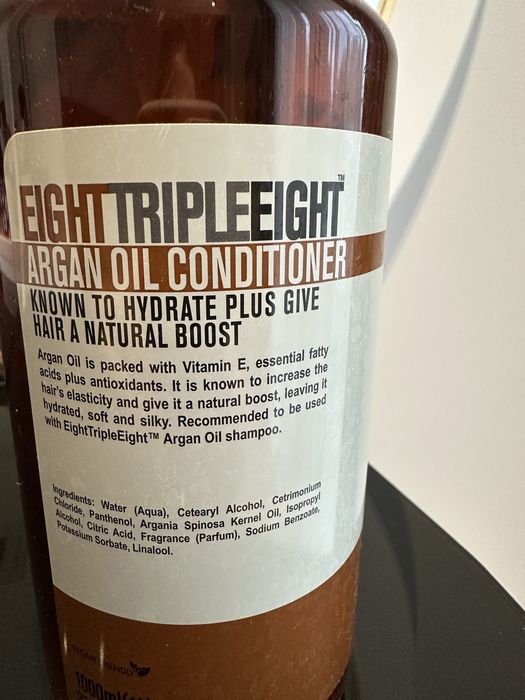 EIGHTTRIPLEEIGHT™
ARGAN OIL CONDITIONER
KNOWN TO HYDRATE PLUS GIVE
HAIR A NATURAL BOOST
Argan Oil is packed with Vitamin E, essential fatty
acids plus antioxidants. It is known to increase the
hair's elasticity and give it a natural boost, leaving it
hydrated, soft and silky. Recommended to be used
with EightTripleEight™ Argan Oil shampoo.
Ingredients: Water (Aqua), Cetearyl Alcohol, Cetrimonium
Chloride, Panthenol, Argania Spinosa Kernel Oil, Isopropyl
Alcohol, Citric Acid, Fragrance (Parfum), Sodium Benzoate,
Potassium Sorbate, Linalool.
VEGAN FRIENDLY
1000ml